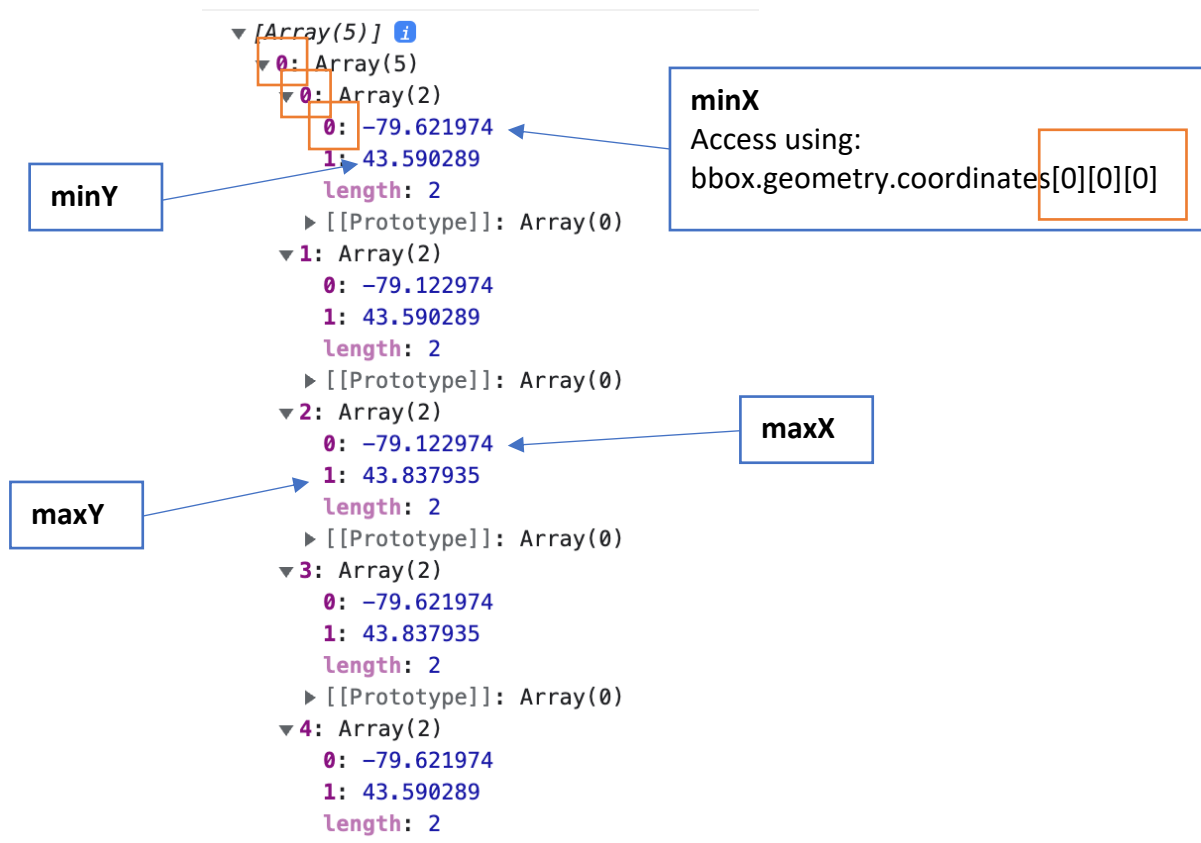 ▼ [Array(5)] i
▼ 0: Array(5)
▼ 0: Array(2)
0: -79.621974
1: 43.590289
length: 2
▶ [[Prototype]]: Array(0)
▼ 1: Array(2)
0: -79.122974
1: 43.590289
length: 2
▶ [[Prototype]]: Array(0)
▼ 2: Array(2)
0: -79.122974
1: 43.837935
length: 2
▶ [[Prototype]]: Array(0)
▼ 3: Array(2)
0: -79.621974
1: 43.837935
length: 2
▶ [[Prototype]]: Array(0)
▼ 4: Array(2)
0: -79.621974
1: 43.590289
length: 2
minX
Access using:
bbox.geometry.coordinates[0][0][0]
minY
maxX
maxY